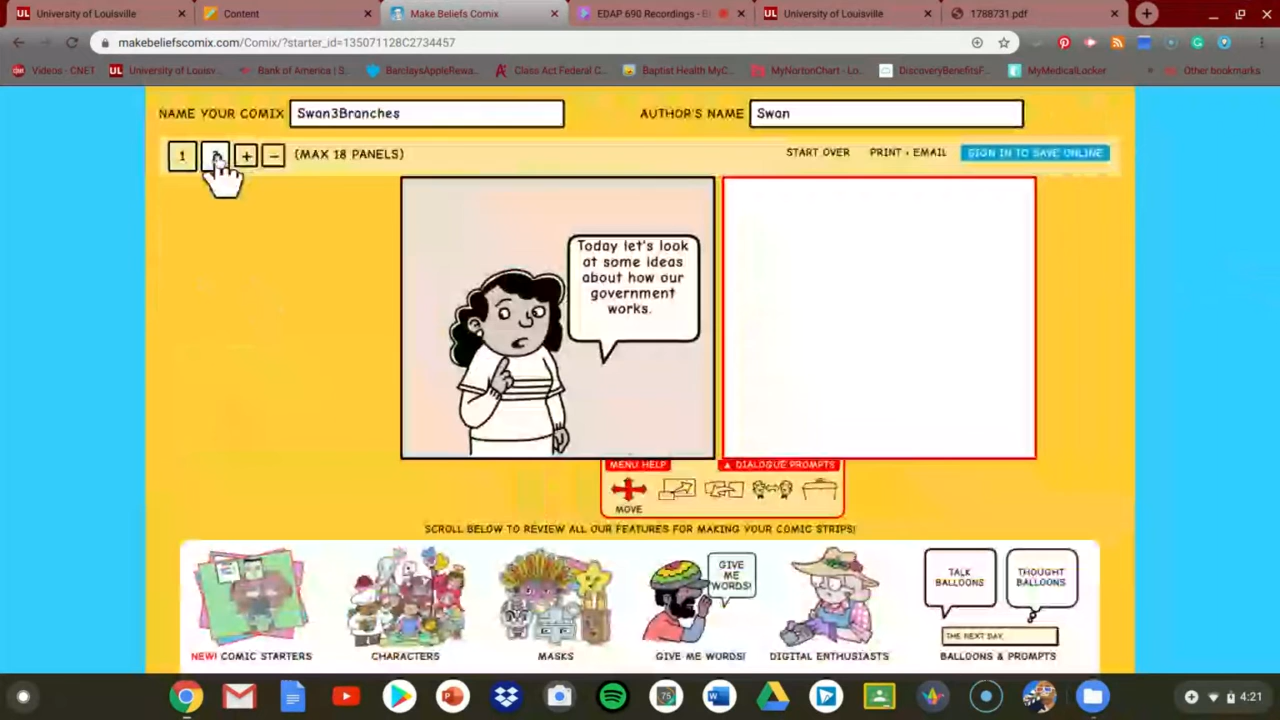 University of Louisville
Content
Make Beliefs Comix
EDAP 690 Recordings - B
University of Louisville
1788731.pdf
makebeliefscomix.com/Comix/?starter_id=135071128C2734457
Videos - CNET
University of Louisv...
Bank of America | S...
BarclaysAppleRewa...
Class Act Federal C...
Baptist Health MyC...
MyNortonChart - Lo...
DiscoveryBenefitsF...
MyMedicalLocker
Other bookmarks
NAME YOUR COMIX
Swan3Branches
AUTHOR'S NAME
Swan
1
+
−
(MAX 18 PANELS)
START OVER
PRINT • EMAIL
SIGN IN TO SAVE ONLINE
Today let's look
at some ideas
about how our
government
works.
MENU HELP
▲ DIALOGUE PROMPTS
MOVE
SCROLL BELOW TO REVIEW ALL OUR FEATURES FOR MAKING YOUR COMIC STRIPS!
GIVE
ME
WORDS!
TALK
BALLOONS
THOUGHT
BALLOONS
THE NEXT DAY,
NEW! COMIC STARTERS
CHARACTERS
MASKS
GIVE ME WORDS!
DIGITAL ENTHUSIASTS
BALLOONS & PROMPTS
4:21